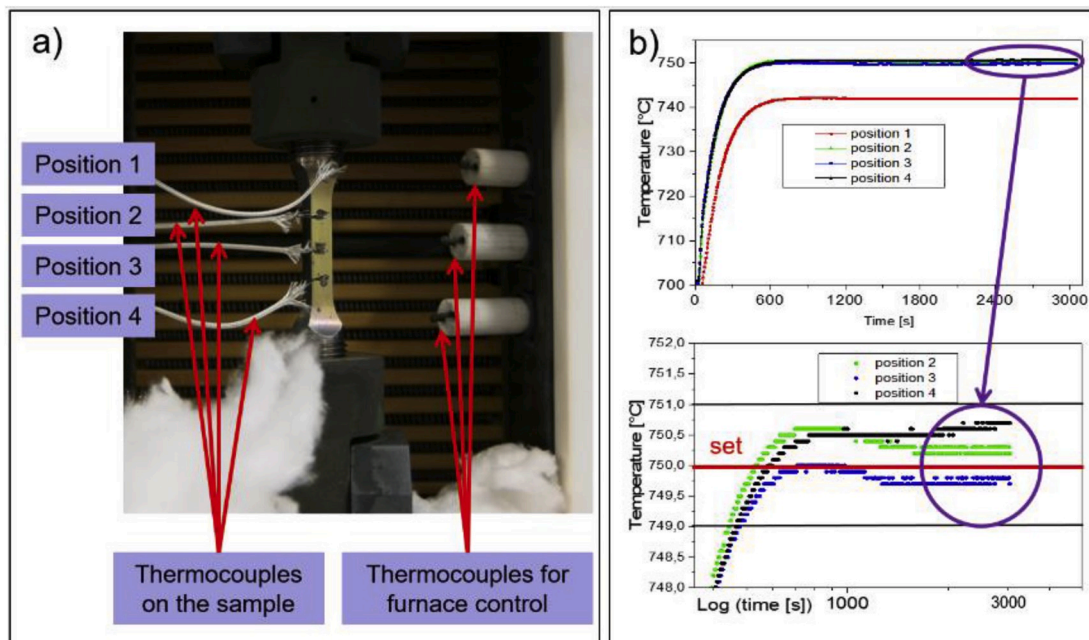 a)
Position 1
Position 2
Position 3
Position 4
Thermocouples
on the sample
Thermocouples for
furnace control
b)
Temperature [°C]
750
740
730
720
710
700
position 1
position 2
position 3
position 4
0 600 1200 1800 2400 3000
Time [s]
Temperature [°C]
752,0
751,0
750,5
750,0
749,5
749,0
748,5
748,0
position 2
position 3
position 4
set
Log (time [s]) 1000 3000